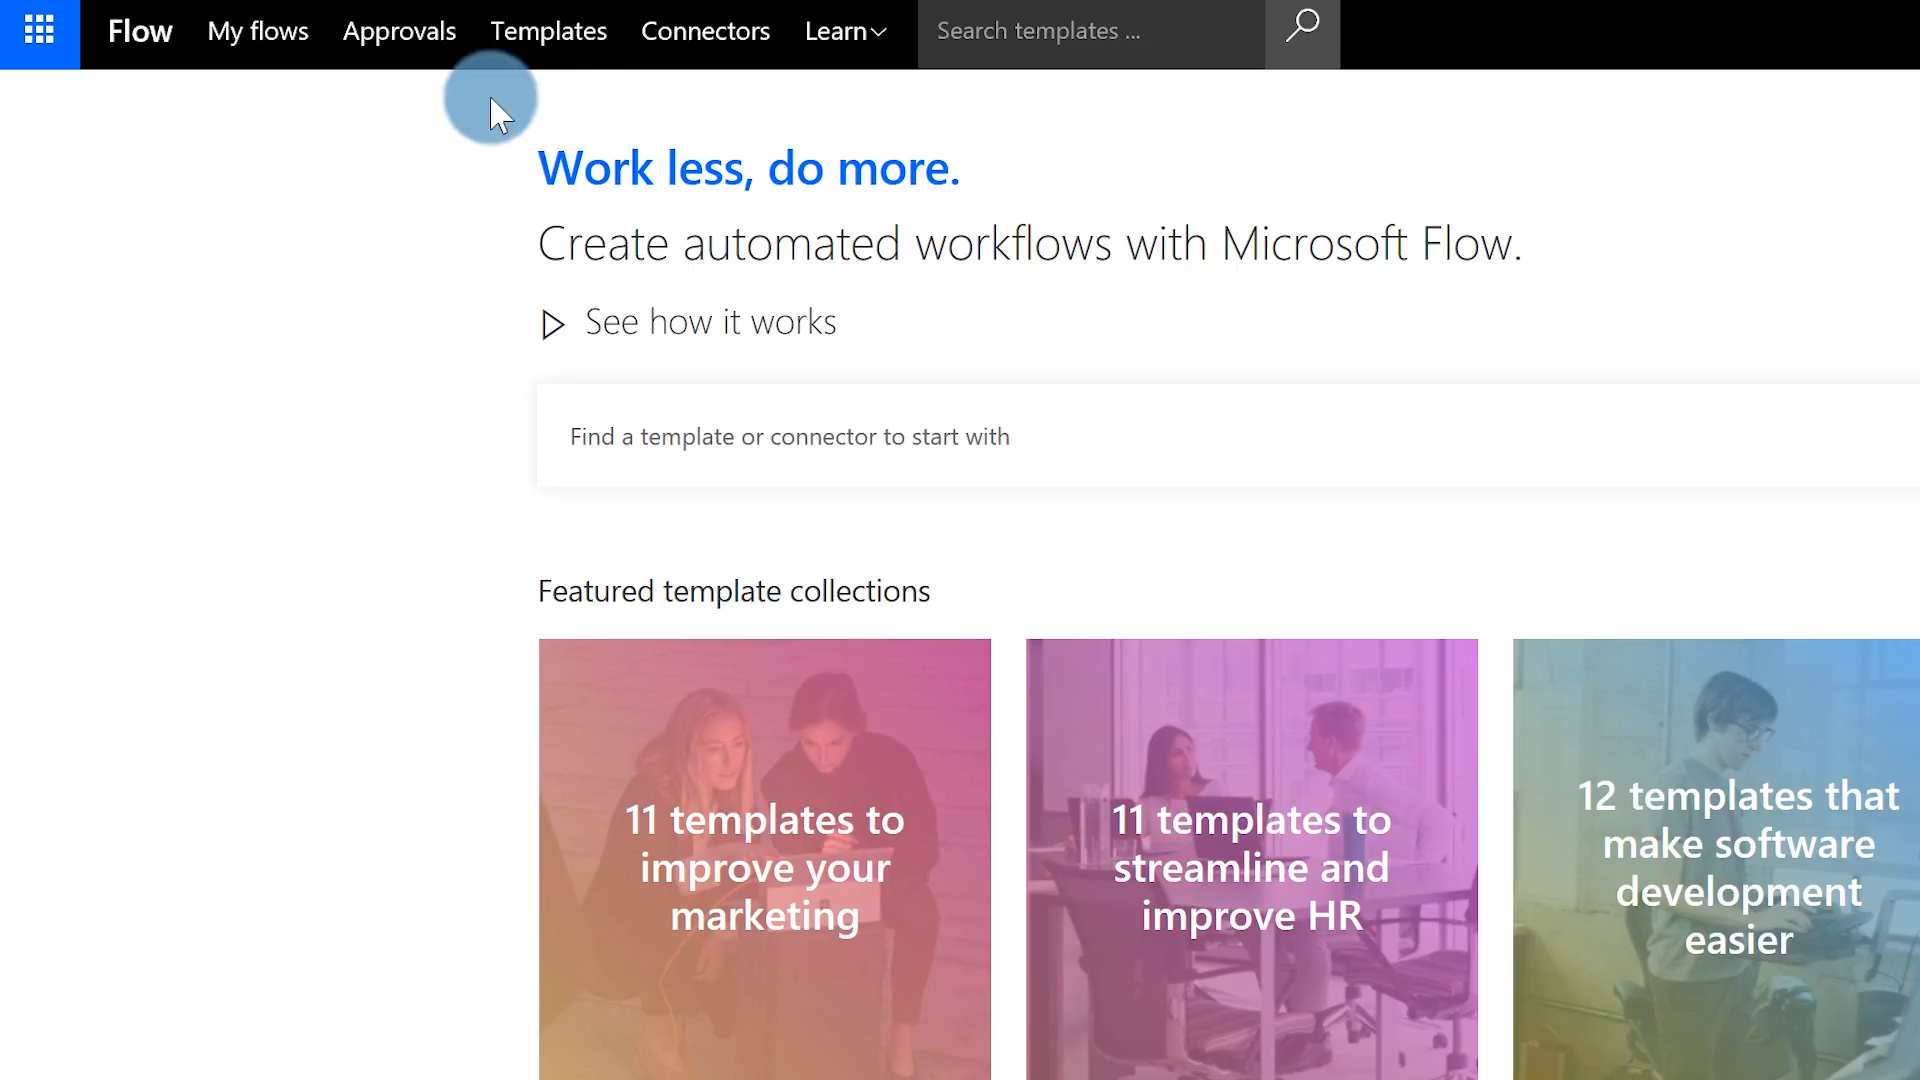 Flow My flows Approvals Templates Connectors Learn Search templates ...
Work less, do more.
Create automated workflows with Microsoft Flow.
See how it works
Find a template or connector to start with
Featured template collections
11 templates to
improve your
marketing
11 templates to
streamline and
improve HR
12 templates that
make software
development
easier